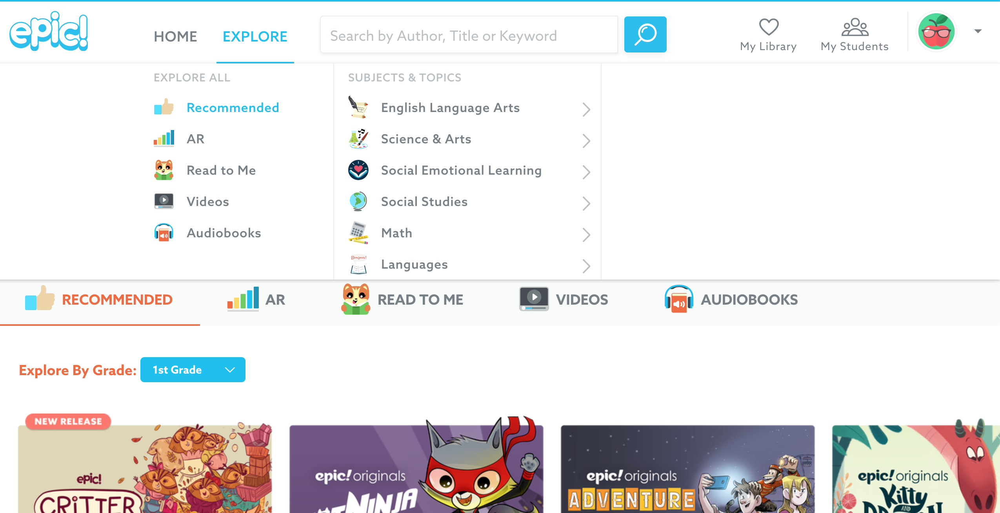 epic!
HOME
EXPLORE
Search by Author, Title or Keyword
My Library
My Students
EXPLORE ALL
Recommended
AR
Read to Me
Videos
Audiobooks
SUBJECTS & TOPICS
English Language Arts
Science & Arts
Social Emotional Learning
Social Studies
Math
Bonjour!
Languages
RECOMMENDED
AR
READ TO ME
VIDEOS
AUDIOBOOKS
Explore By Grade:
1st Grade
NEW RELEASE
epic!
CRITTER
epic! originals
NINJA
epic! originals
ADVENTURE
epic! originals
Kitty
AND